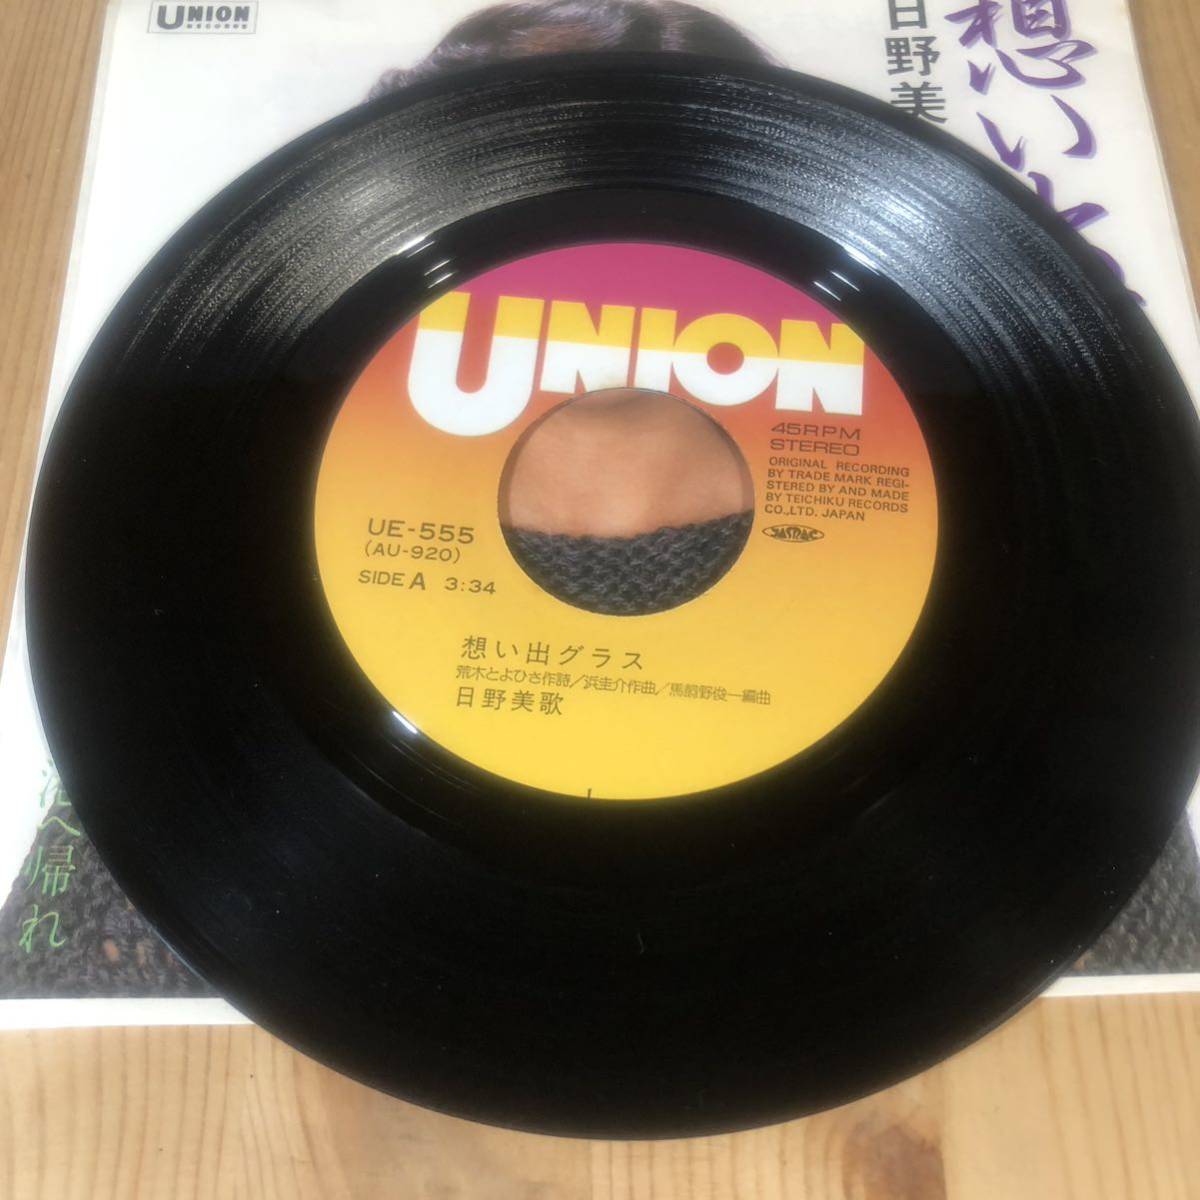 UNION
RECORDS
想い出
日野美
UNION
45RPM
STEREO
ORIGINAL RECORDING
BY TRADE MARK REGI-
STERED BY AND MADE
BY TEICHIKU RECORDS
CO.,LTD. JAPAN
JASRAC
UE-555
(AU-920)
SIDE A 3:34
想い出グラス
荒木とよひさ作詩/浜圭介作曲/馬飼野俊一編曲
日野美歌
へ帰れ